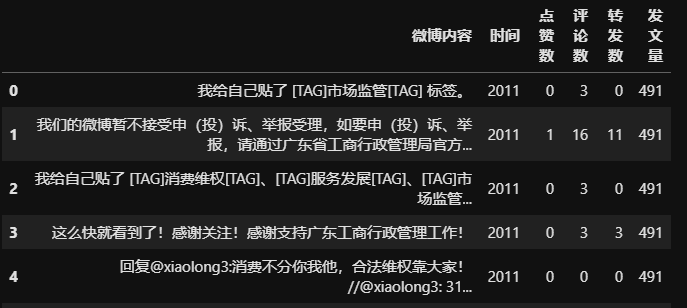 微博内容 时间 点赞数 评论数 转发数 发文量
0 我给自己贴了 [TAG]市场监管[TAG] 标签。 2011 0 3 0 491
1 我们的微博暂不接受申（投）诉、举报受理，如要申（投）诉、举
报，请通过广东省工商行政管理局官方... 2011 1 16 11 491
2 我给自己贴了 [TAG]消费维权[TAG]、[TAG]服务发展[TAG]、[TAG]市
场监管... 2011 0 3 0 491
3 这么快就看到了！感谢关注！感谢支持广东工商行政管理工作！ 2011 0 3 3 491
4 回复@xiaolong3:消费不分你我他，合法维权靠大家！
//@xiaolong3: 31... 2011 0 0 0 491